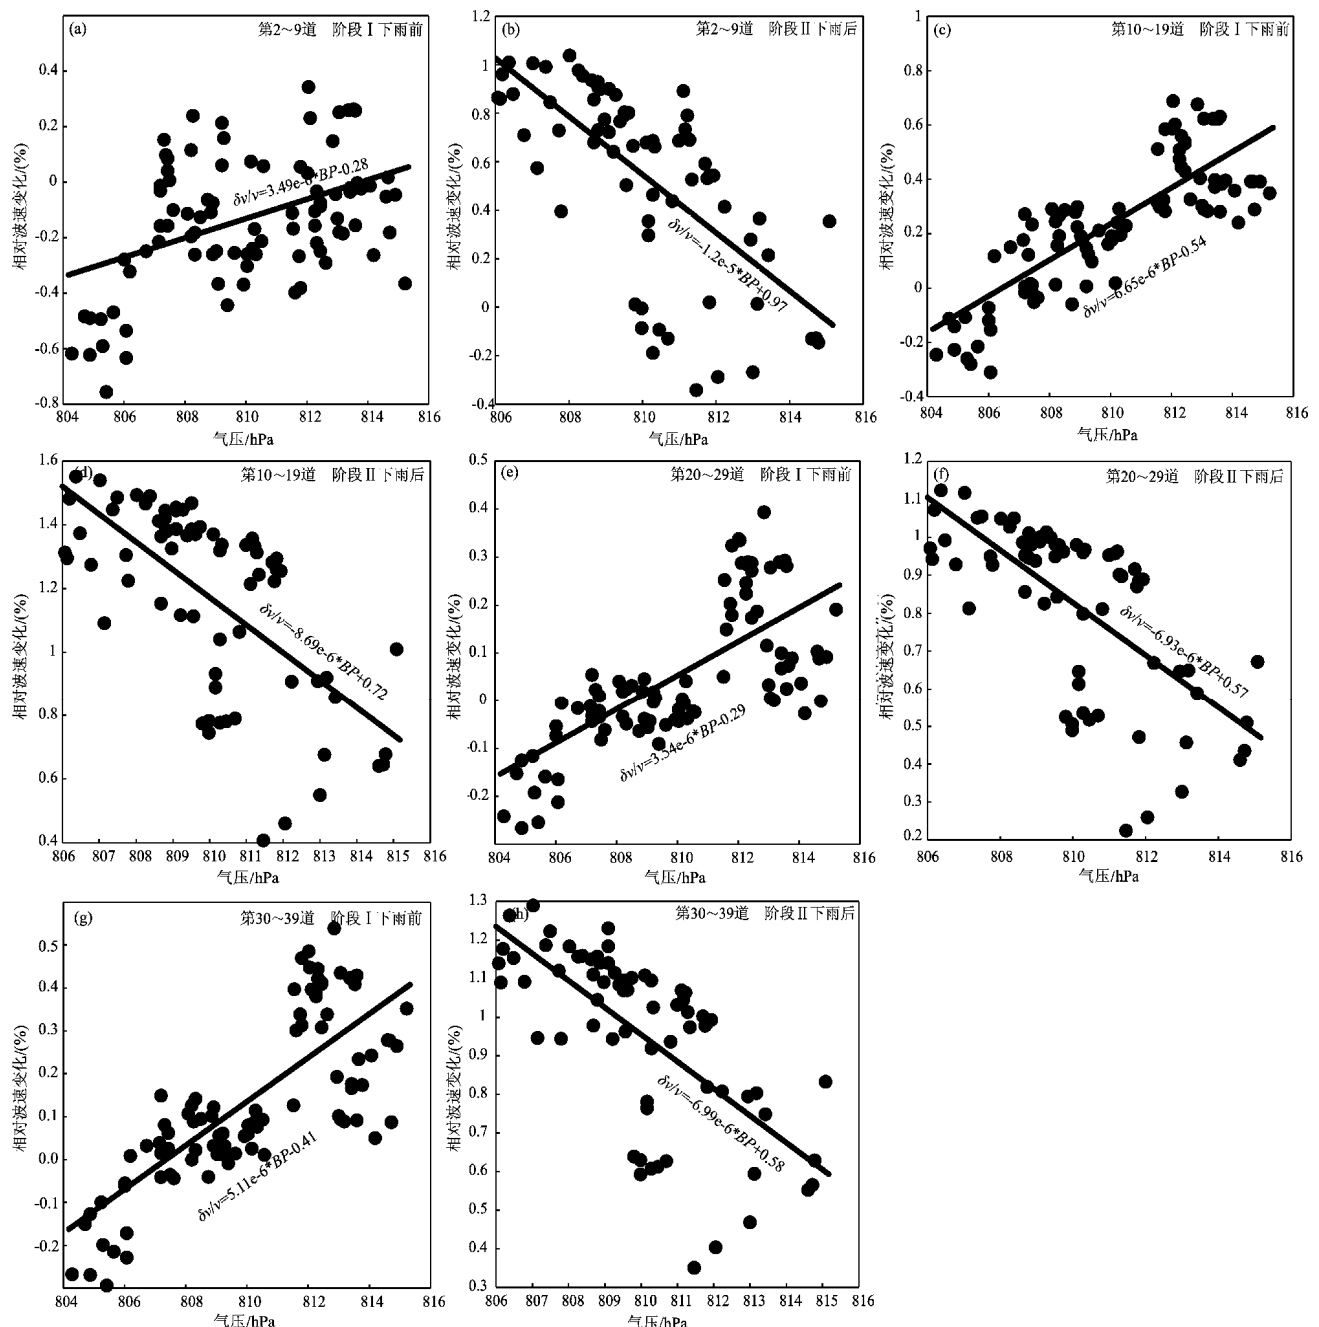 (a)
第2～9道 阶段Ⅰ下雨前
0.4
0.2
0
-0.2
-0.4
-0.6
-0.8
相对波速变化/(%)
δv/v=3.49e-6*BP-0.28
804 806 808 810 812 814 816
气压/hPa
(b)
第2～9道 阶段Ⅱ下雨后
1.2
1
0.8
0.6
0.4
0.2
0
-0.2
-0.4
相对波速变化/(%)
δv/v=-1.2e-5*BP+0.97
806 808 810 812 814 816
气压/hPa
(c)
第10～19道 阶段Ⅰ下雨前
1
0.8
0.6
0.4
0.2
0
-0.2
-0.4
相对波速变化/(%)
δv/v=6.65e-6*BP-0.54
804 806 808 810 812 814 816
气压/hPa
(d)
第10～19道 阶段Ⅱ下雨后
1.6
1.4
1.2
1
0.8
0.6
0.4
相对波速变化/(%)
δv/v=-8.69e-6*BP+0.72
806 807 808 809 810 811 812 813 814 815 816
气压/hPa
(e)
第20～29道 阶段Ⅰ下雨前
0.5
0.4
0.3
0.2
0.1
0
-0.1
-0.2
相对波速变化/(%)
δv/v=3.54e-6*BP-0.29
804 806 808 810 812 814 816
气压/hPa
(f)
第20～29道 阶段Ⅱ下雨后
1.2
1.1
1
0.9
0.8
0.7
0.6
0.5
0.4
0.3
0.2
相对波速变化/(%)
δv/v=-6.93e-6*BP+0.57
806 808 810 812 814 816
气压/hPa
(g)
第30～39道 阶段Ⅰ下雨前
0.5
0.4
0.3
0.2
0.1
0.0
-0.1
-0.2
相对波速变化/(%)
δv/v=5.11e-6*BP-0.41
804 806 808 810 812 814 816
气压/hPa
(h)
第30～39道 阶段Ⅱ下雨后
1.3
1.2
1.1
1
0.9
0.8
0.7
0.6
0.5
0.4
0.3
相对波速变化/(%)
δv/v=-6.99e-6*BP+0.58
806 807 808 809 810 811 812 813 814 815 816
气压/hPa